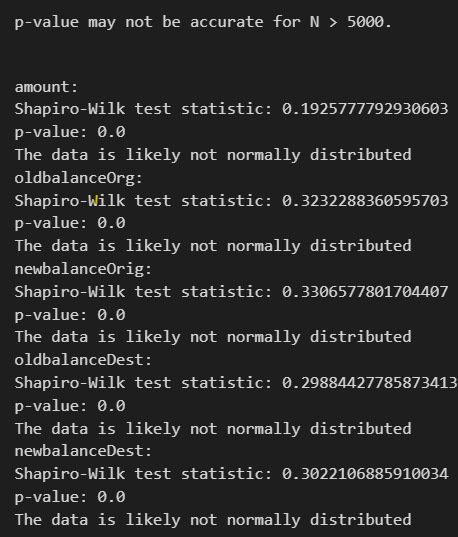 p-value may not be accurate for N > 5000.
amount:
Shapiro-Wilk test statistic: 0.1925777792930603
p-value: 0.0
The data is likely not normally distributed
oldbalanceOrg:
Shapiro-Wilk test statistic: 0.3232288360595703
p-value: 0.0
The data is likely not normally distributed
newbalanceOrig:
Shapiro-Wilk test statistic: 0.3306577801704407
p-value: 0.0
The data is likely not normally distributed
oldbalanceDest:
Shapiro-Wilk test statistic: 0.29884427785873413
p-value: 0.0
The data is likely not normally distributed
newbalanceDest:
Shapiro-Wilk test statistic: 0.3022106885910034
p-value: 0.0
The data is likely not normally distributed